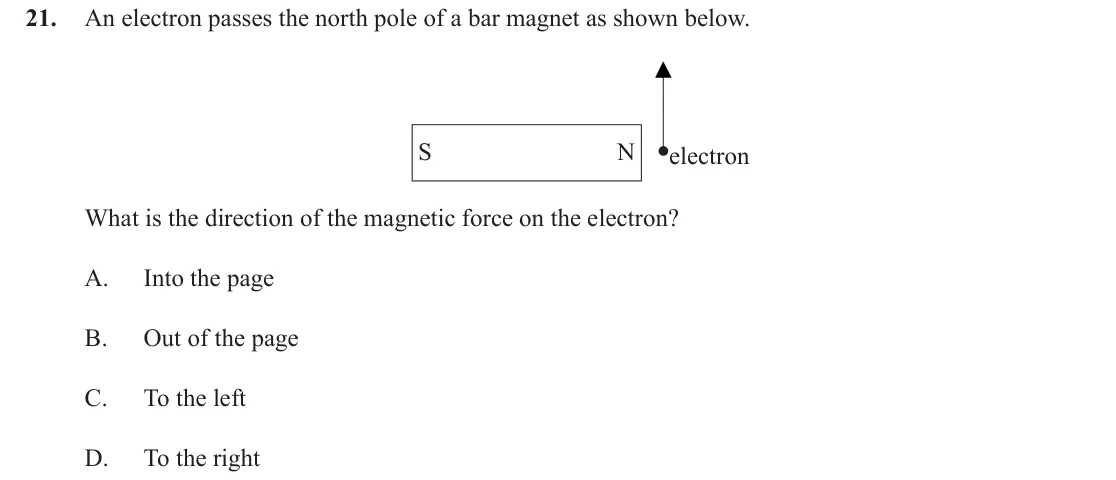 21. An electron passes the north pole of a bar magnet as shown below.
S N electron
What is the direction of the magnetic force on the electron?
A. Into the page
B. Out of the page
C. To the left
D. To the right